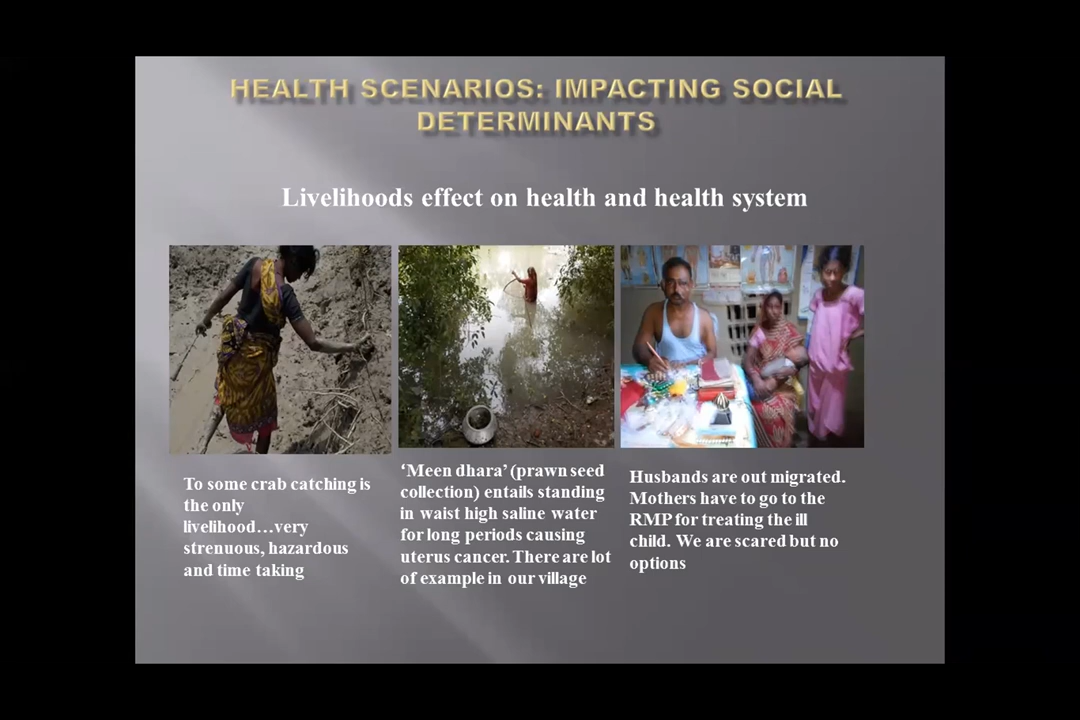 HEALTH SCENARIOS: IMPACTING SOCIAL
DETERMINANTS
Livelihoods effect on health and health system
To some crab catching is
the only
livelihood…very
strenuous, hazardous
and time taking
‘Meen dhara’ (prawn seed
collection) entails standing
in waist high saline water
for long periods causing
uterus cancer. There are lot
of example in our village
Husbands are out migrated.
Mothers have to go to the
RMP for treating the ill
child. We are scared but no
options